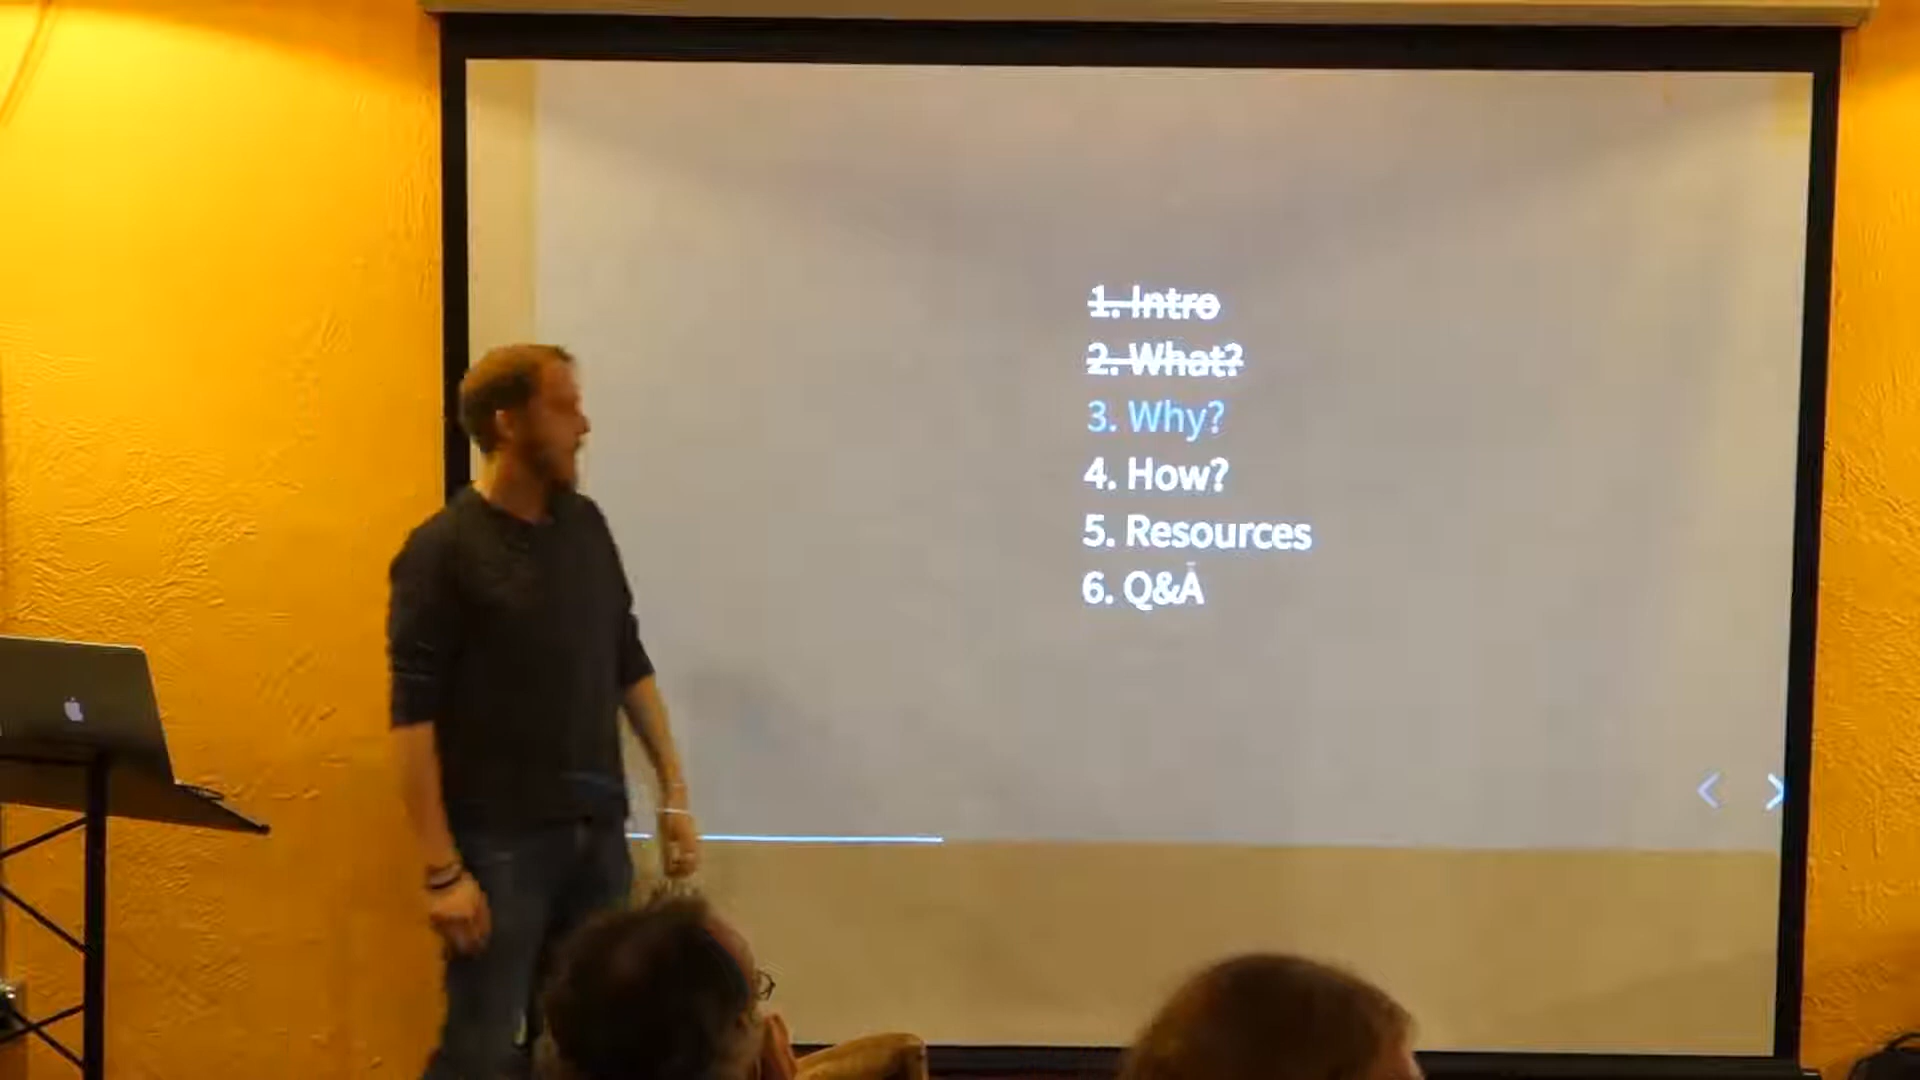 1. Intro
2. What?
3. Why?
4. How?
5. Resources
6. Q&A